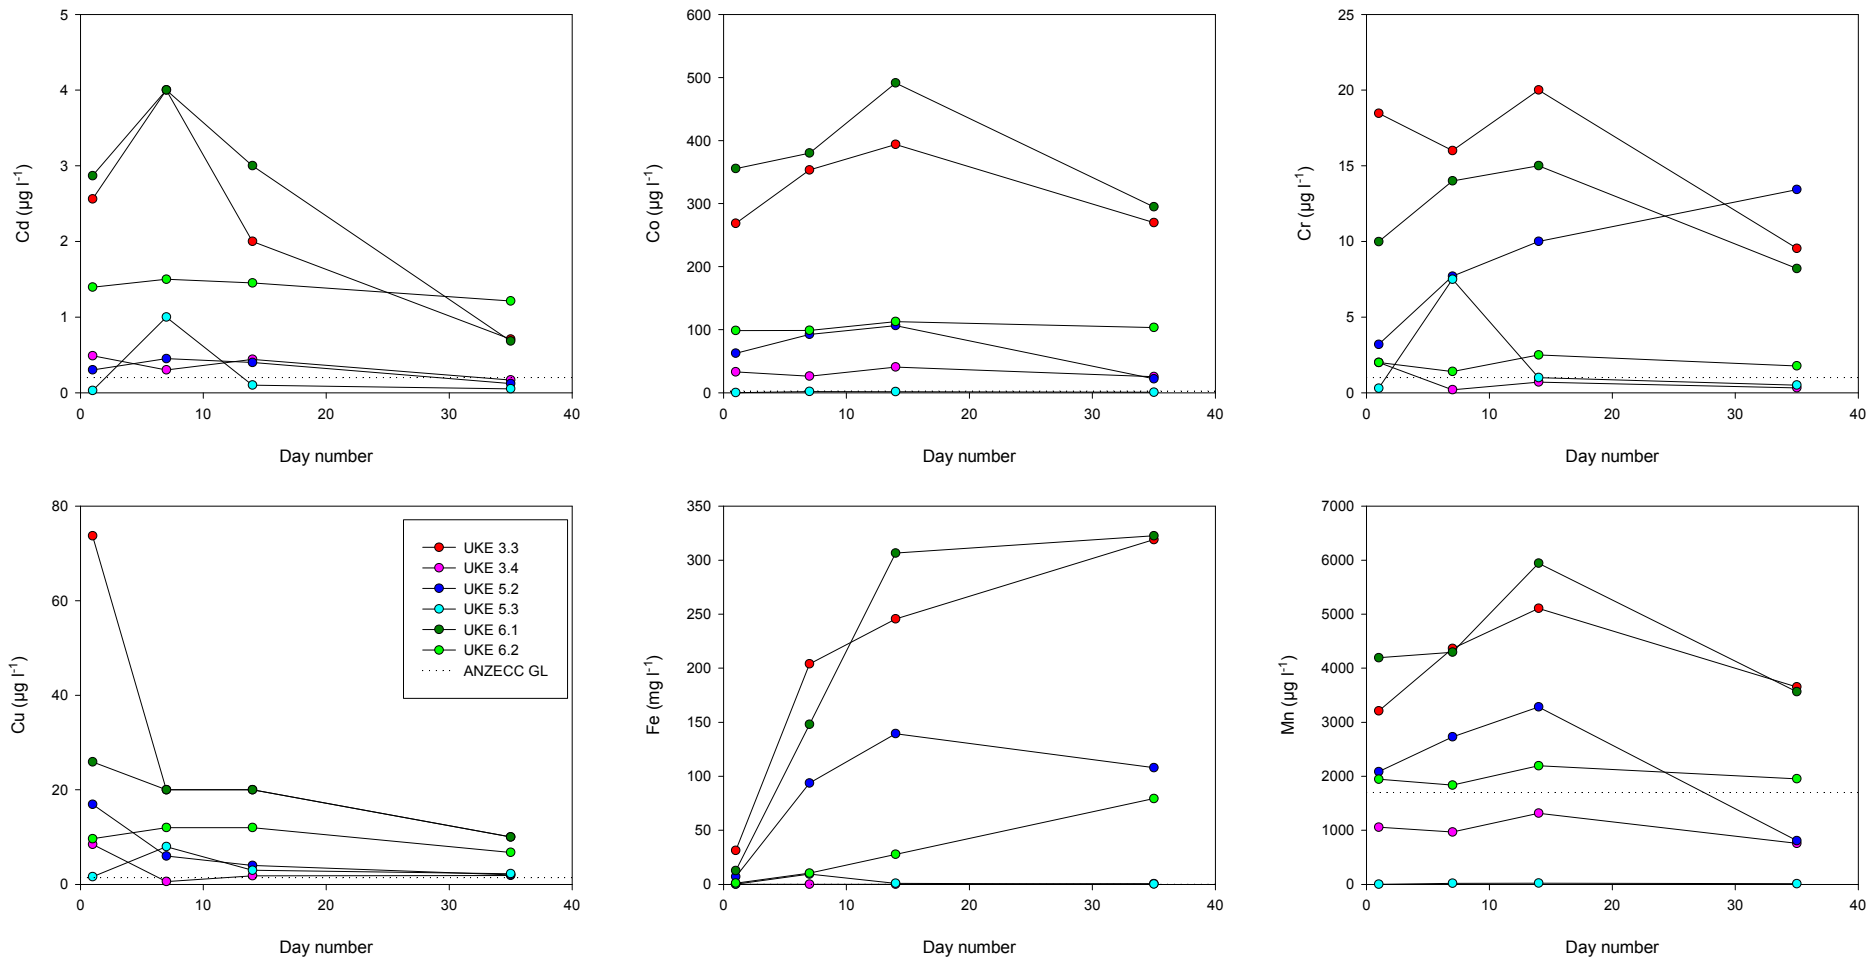 5
4
3
2
1
0
Cd (µg l-1)
0 10 20 30 40
Day number
600
500
400
300
200
100
0
Co (µg l-1)
0 10 20 30 40
Day number
25
20
15
10
5
0
Cr (µg l-1)
0 10 20 30 40
Day number
80
60
40
20
0
Cu (µg l-1)
UKE 3.3
UKE 3.4
UKE 5.2
UKE 5.3
UKE 6.1
UKE 6.2
ANZECC GL
0 10 20 30 40
Day number
350
300
250
200
150
100
50
0
Fe (mg l-1)
0 10 20 30 40
Day number
7000
6000
5000
4000
3000
2000
1000
0
Mn (µg l-1)
0 10 20 30 40
Day number